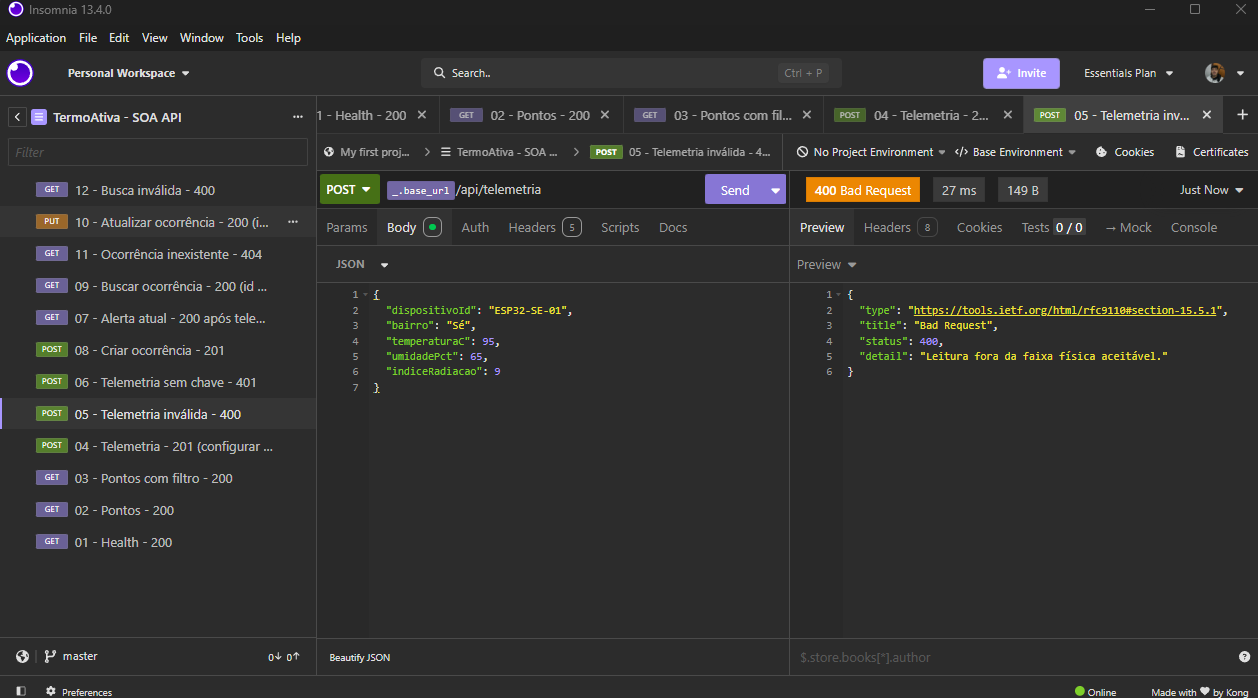 Insomnia 13.4.0
Application File Edit View Window Tools Help
Personal Workspace
Search..
Ctrl + P
Invite
Essentials Plan
TermoAtiva - SOA API
Filter
GET 12 - Busca inválida - 400
PUT 10 - Atualizar ocorrência - 200 (i...
GET 11 - Ocorrência inexistente - 404
GET 09 - Buscar ocorrência - 200 (id ...
GET 07 - Alerta atual - 200 após tele...
POST 08 - Criar ocorrência - 201
POST 06 - Telemetria sem chave - 401
POST 05 - Telemetria inválida - 400
POST 04 - Telemetria - 201 (configurar ...
GET 03 - Pontos com filtro - 200
GET 02 - Pontos - 200
GET 01 - Health - 200
master
0 0
Preferences
1 - Health - 200
GET 02 - Pontos - 200
GET 03 - Pontos com fil...
POST 04 - Telemetria - 2...
POST 05 - Telemetria inv...
My first proj... > TermoAtiva - SOA ... > POST 05 - Telemetria inválida - 4...
No Project Environment
</> Base Environment
Cookies
Certificates
POST _.base_url /api/telemetria
Send
400 Bad Request
27 ms
149 B
Just Now
Params Body Auth Headers 5 Scripts Docs
Preview Headers 8 Cookies Tests 0 / 0 → Mock Console
JSON
1 {
2 "dispositivoId": "ESP32-SE-01",
3 "bairro": "Sé",
4 "temperaturaC": 95,
5 "umidadePct": 65,
6 "indiceRadiacao": 9
7 }
Beautify JSON
Preview
1 {
2 "type": "https://tools.ietf.org/html/rfc9110#section-15.5.1",
3 "title": "Bad Request",
4 "status": 400,
5 "detail": "Leitura fora da faixa física aceitável."
6 }
$.store.books[*].author
Online
Made with ♥ by Kong